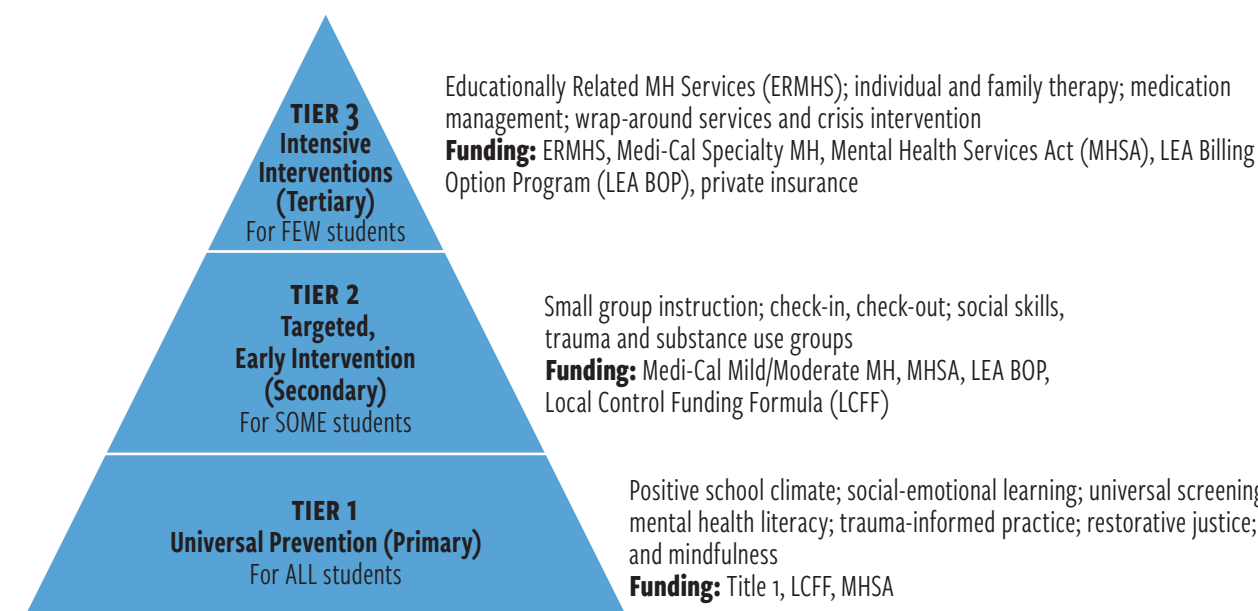 TIER 3
Intensive
Interventions
(Tertiary)
For FEW students
Educationally Related MH Services (ERMHS); individual and family therapy; medication
management; wrap-around services and crisis intervention
Funding: ERMHS, Medi-Cal Specialty MH, Mental Health Services Act (MHSA), LEA Billing
Option Program (LEA BOP), private insurance
TIER 2
Targeted,
Early Intervention
(Secondary)
For SOME students
Small group instruction; check-in, check-out; social skills,
trauma and substance use groups
Funding: Medi-Cal Mild/Moderate MH, MHSA, LEA BOP,
Local Control Funding Formula (LCFF)
TIER 1
Universal Prevention (Primary)
For ALL students
Positive school climate; social-emotional learning; universal screening
mental health literacy; trauma-informed practice; restorative justice;
and mindfulness
Funding: Title 1, LCFF, MHSA